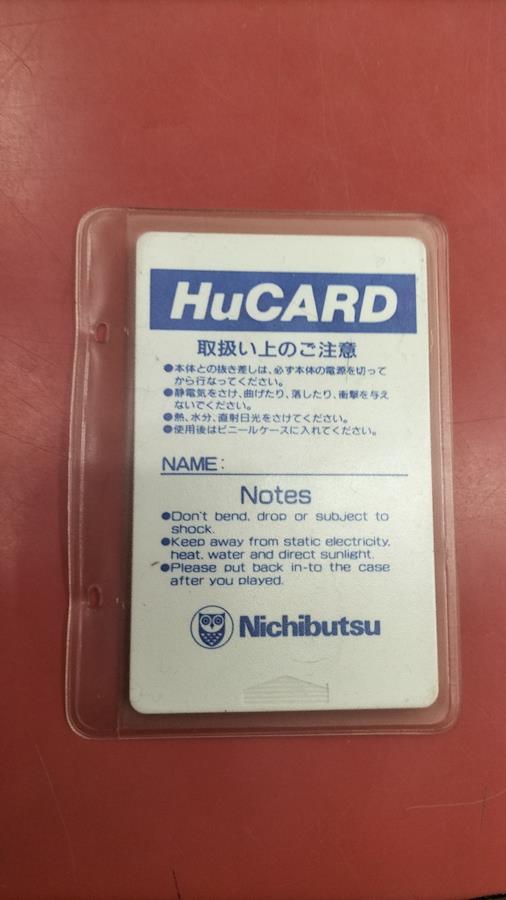 HuCARD
取扱い上のご注意
●本体との抜き差しは、必ず本体の電源を切って
から行なってください。
●静電気をさけ、曲げたり、落したり、衝撃を与え
ないでください。
●熱、水分、直射日光をさけてください。
●使用後はビニールケースに入れてください。
NAME:
Notes
●Don't bend, drop or subject to
shock.
●Keep away from static electricity,
heat, water and direct sunlight.
●Please put back in-to the case
after you played.
Nichibutsu